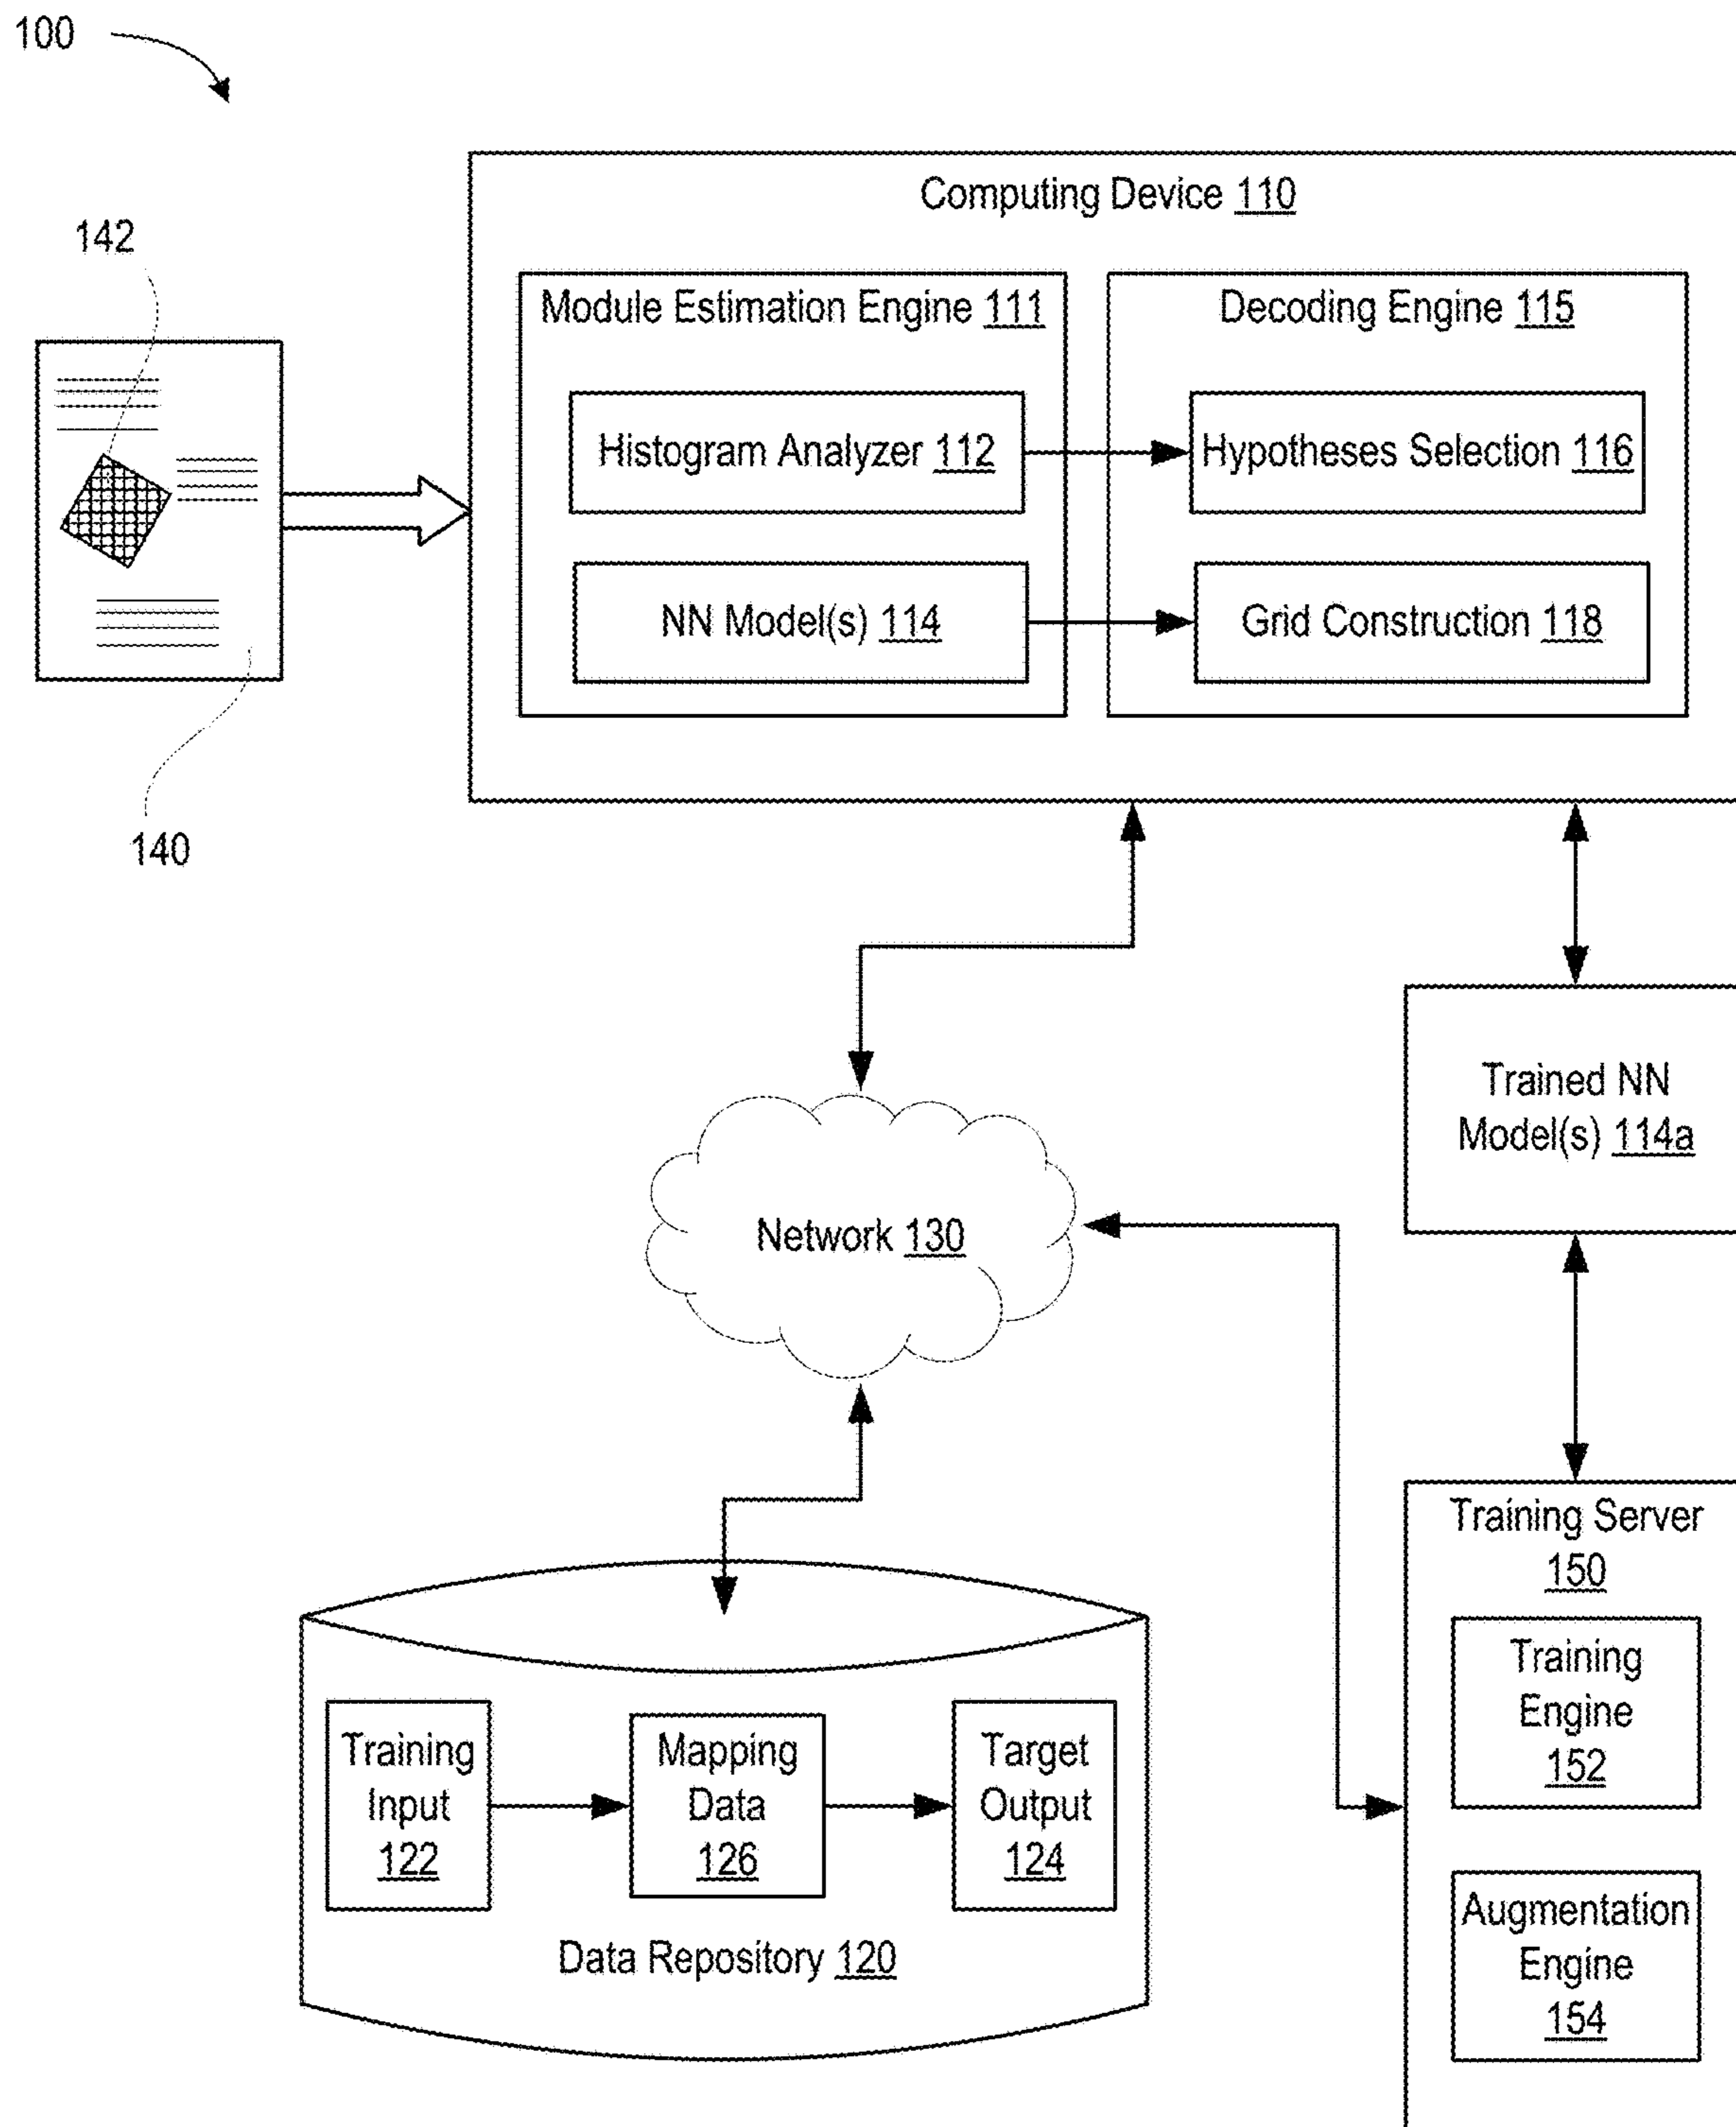 100
Computing Device 110
142
Module Estimation Engine 111
Decoding Engine 115
Histogram Analyzer 112
Hypotheses Selection 116
NN Model(s) 114
Grid Construction 118
140
Trained NN
Model(s) 114a
Network 130
Training Server
150
Training
Engine
152
Training
Input
122
Mapping
Data
126
Target
Output
124
Augmentation
Engine
154
Data Repository 120